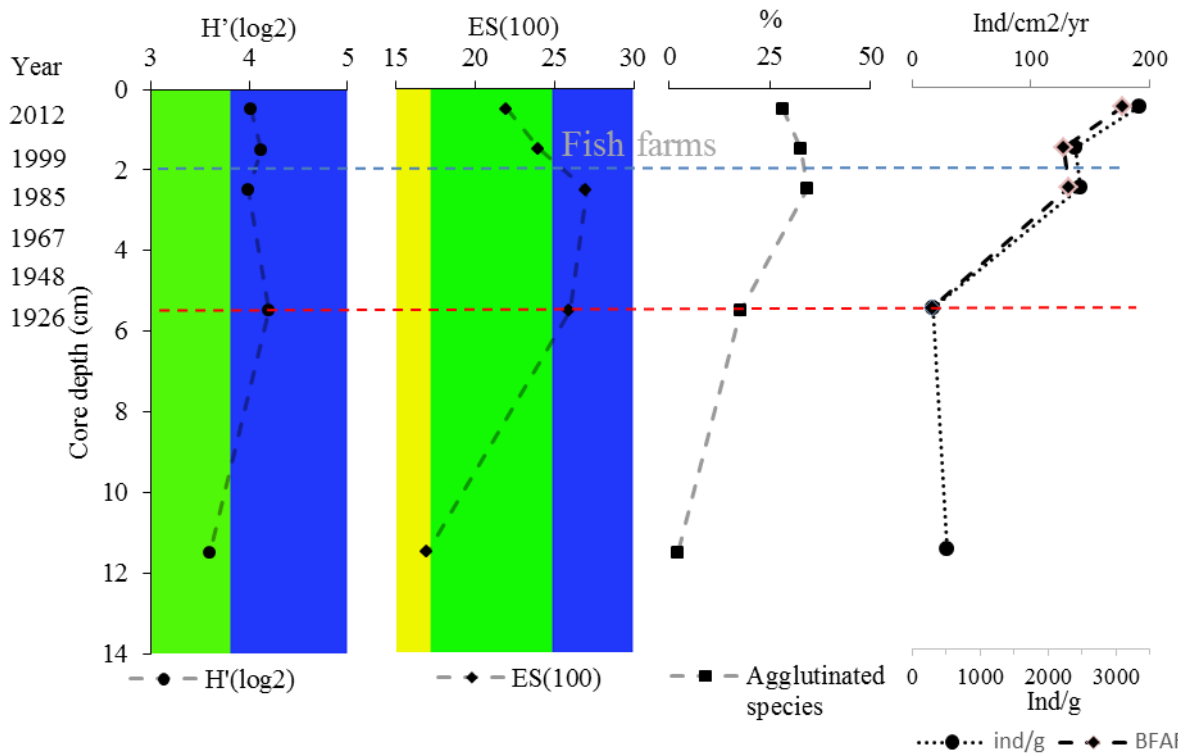 H’(log2) ES(100) % Ind/cm2/yr
3 4 5 15 20 25 30 0 25 50 0 100 200
Year
0
2012
Fish farms
1999
2
1985
1967
4
1948
1926
6
Core depth (cm)
8
10
12
14
0 1000 2000 3000
Ind/g
H'(log2) ES(100) Agglutinated
species
ind/g BFAR